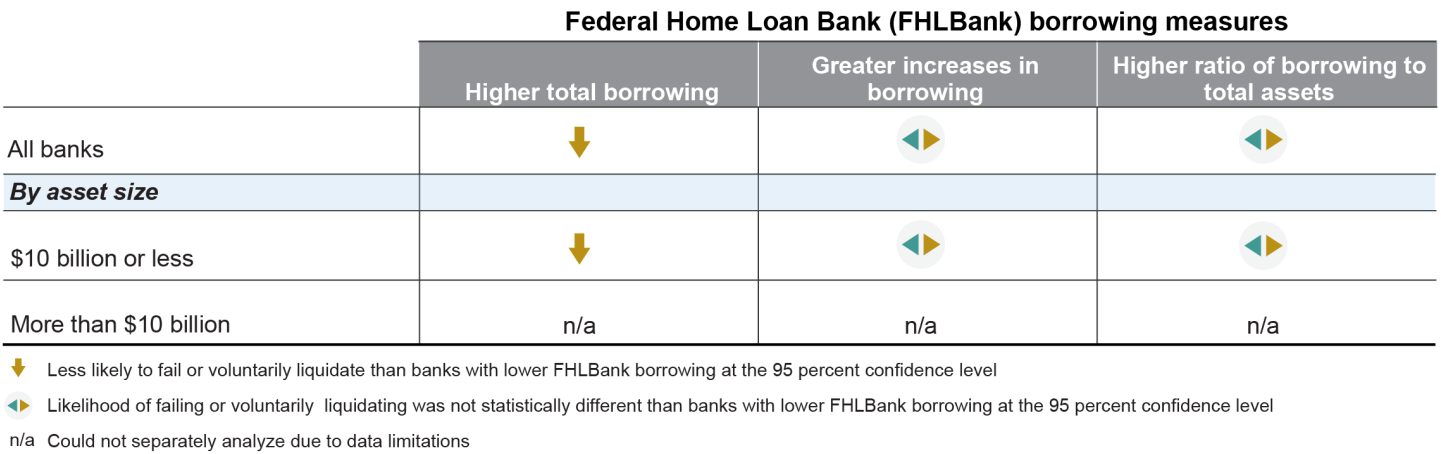 Federal Home Loan Bank (FHLBank) borrowing measures
Higher total borrowing
Greater increases in
borrowing
Higher ratio of borrowing to
total assets
All banks
By asset size
$10 billion or less
More than $10 billion
n/a
n/a
n/a
Less likely to fail or voluntarily liquidate than banks with lower FHLBank borrowing at the 95 percent confidence level
Likelihood of failing or voluntarily  liquidating was not statistically different than banks with lower FHLBank borrowing at the 95 percent confidence level
n/a Could not separately analyze due to data limitations